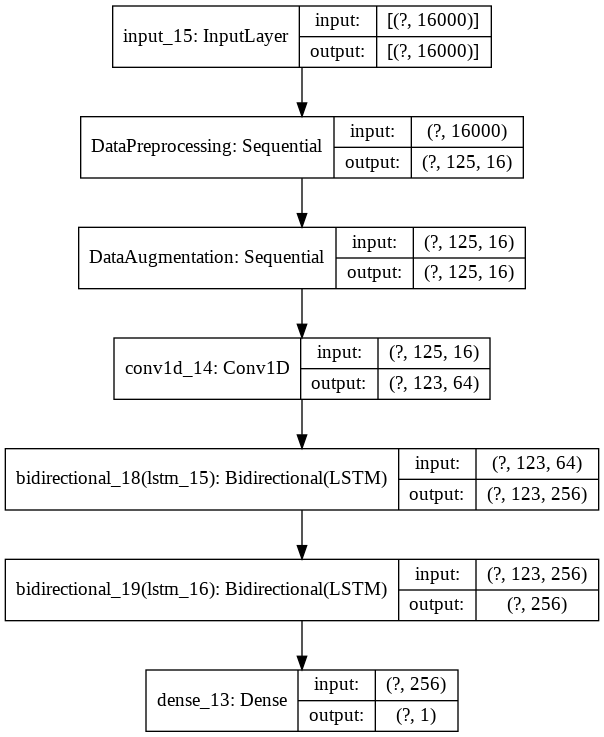 input_15: InputLayer
input: [(?, 16000)]
output: [(?, 16000)]
DataPreprocessing: Sequential
input: (?, 16000)
output: (?, 125, 16)
DataAugmentation: Sequential
input: (?, 125, 16)
output: (?, 125, 16)
conv1d_14: Conv1D
input: (?, 125, 16)
output: (?, 123, 64)
bidirectional_18(lstm_15): Bidirectional(LSTM)
input: (?, 123, 64)
output: (?, 123, 256)
bidirectional_19(lstm_16): Bidirectional(LSTM)
input: (?, 123, 256)
output: (?, 256)
dense_13: Dense
input: (?, 256)
output: (?, 1)